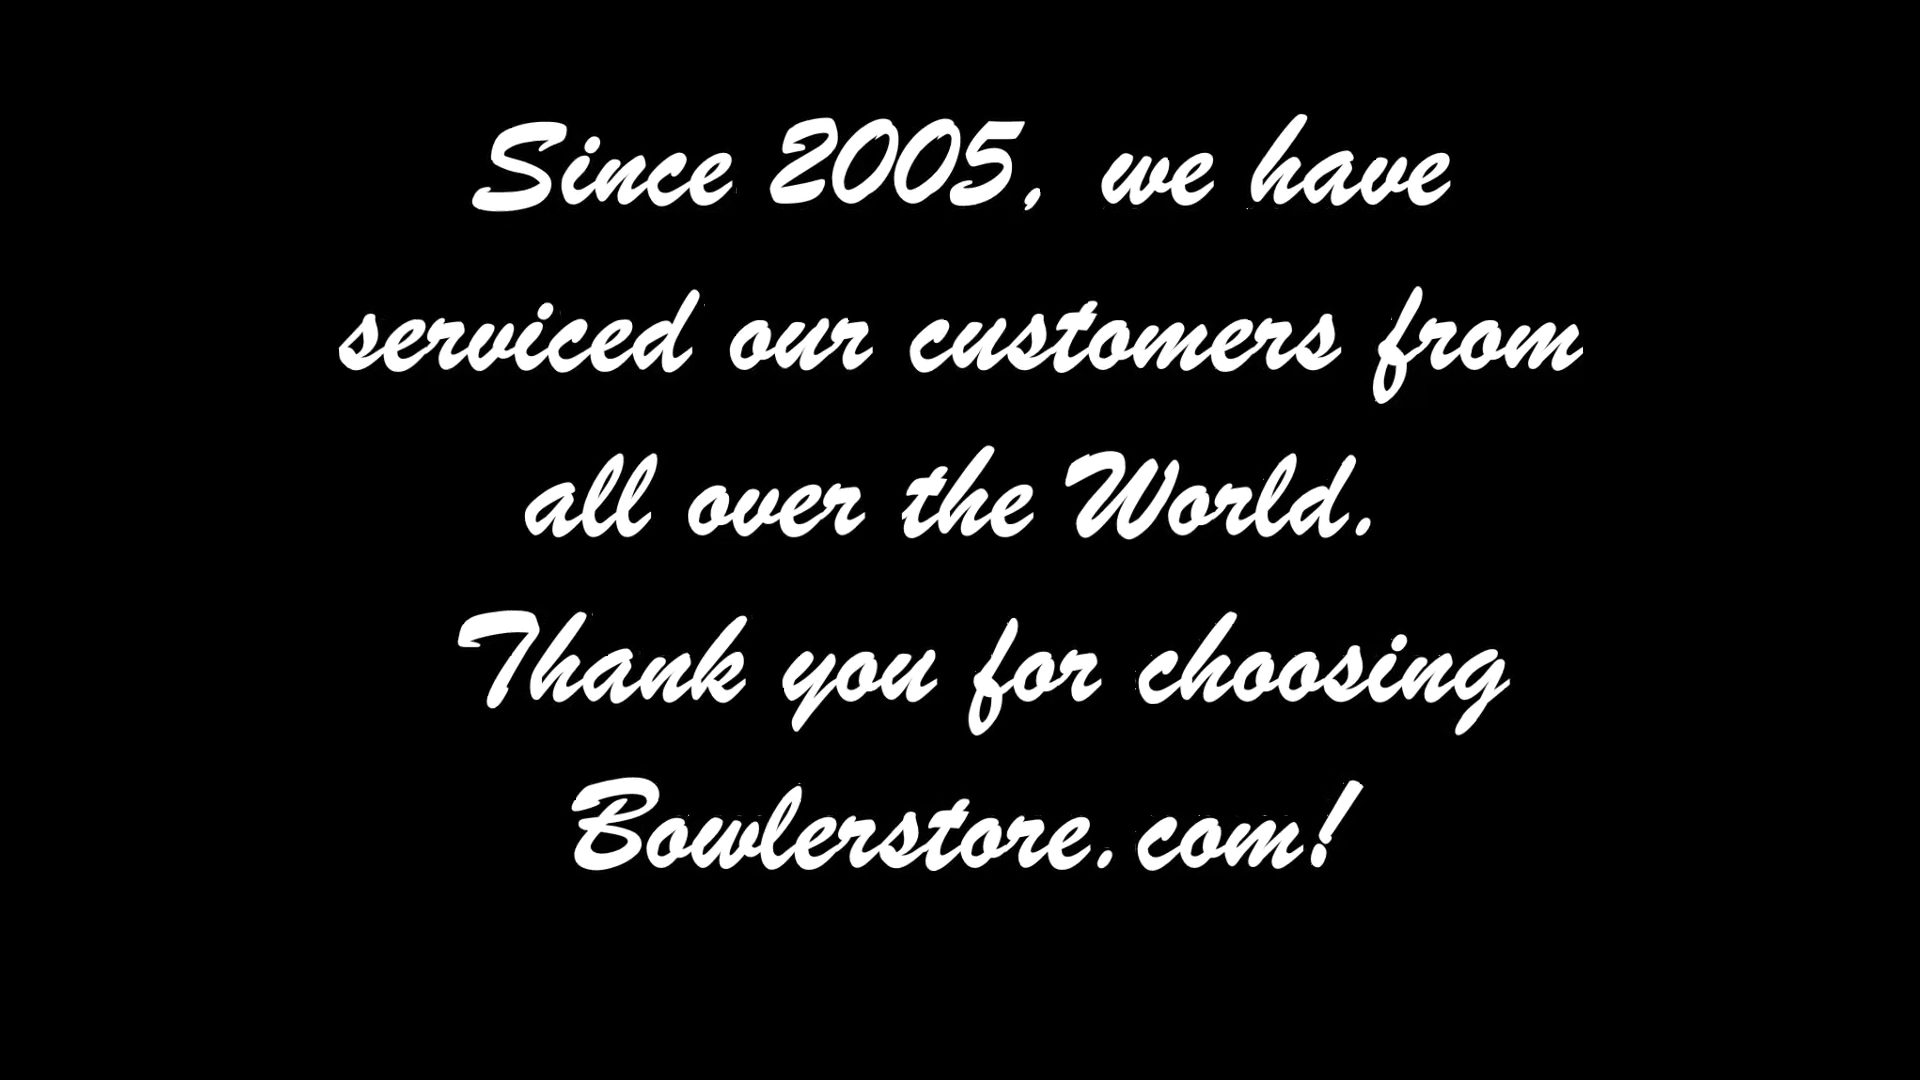 Since 2005, we have
serviced our customers from
all over the World.
Thank you for choosing
Bowlerstore.com!